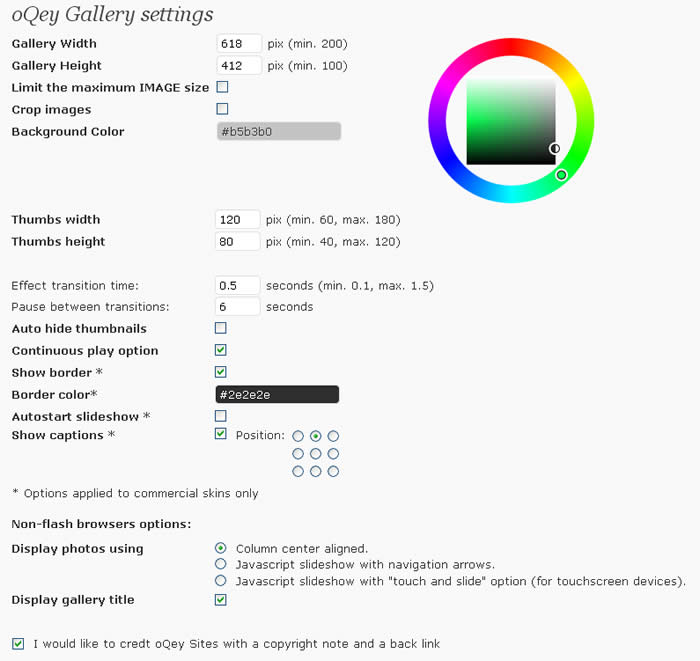 oQey Gallery settings
Gallery Width 618 pix (min. 200)
Gallery Height 412 pix (min. 100)
Limit the maximum IMAGE size
Crop images
Background Color #b5b3b0
Thumbs width 120 pix (min. 60, max. 180)
Thumbs height 80 pix (min. 40, max. 120)
Effect transition time: 0.5 seconds (min. 0.1, max. 1.5)
Pause between transitions: 6 seconds
Auto hide thumbnails
Continuous play option
Show border *
Border color* #2e2e2e
Autostart slideshow *
Show captions * Position:
* Options applied to commercial skins only
Non-flash browsers options:
Display photos using Column center aligned.
Javascript slideshow with navigation arrows.
Javascript slideshow with "touch and slide" option (for touchscreen devices).
Display gallery title
I would like to credt oQey Sites with a copyright note and a back link